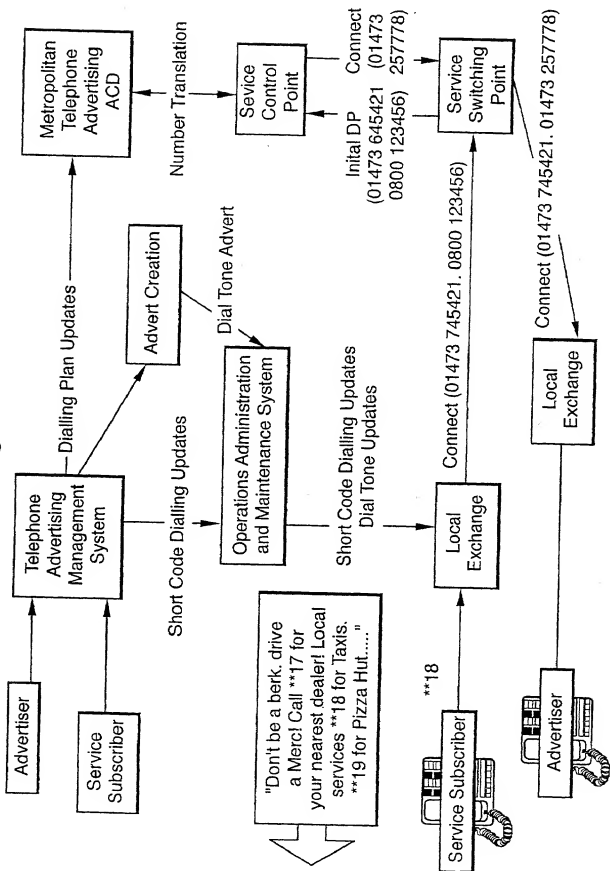 Advertiser
Service
Subscriber
Telephone
Advertising
Management
System
Dialling Plan Updates
Metropolitan
Telephone
Advertising
ACD
Advert Creation
Number Translation
Short Code Dialling Updates
Dial Tone Advert
Operations Administration
and Maintenance System
Sevice
Control
Point
"Don't be a berk. drive
a Merc! Call **17 for
your nearest dealer! Local
services **18 for Taxis.
**19 for Pizza Hut....."
Short Code Dialling Updates
Dial Tone Updates
Inital DP
(01473 645421
0800 123456)
Connect
(01473
257778)
**18
Service Subscriber
Local
Exchange
Connect (01473 745421. 0800 123456)
Service
Switching
Point
Advertiser
Local
Exchange
Connect (01473 745421. 01473 257778)